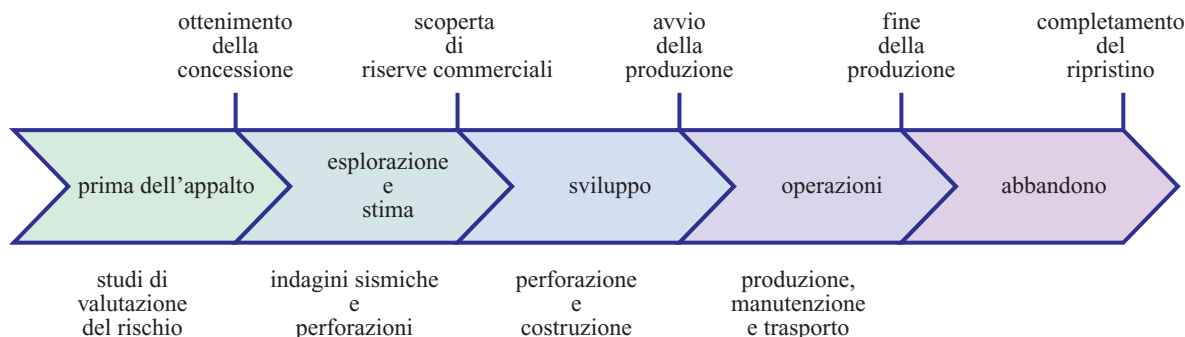 ottenimento
della
concessione
scoperta
di
riserve commerciali
avvio
della
produzione
fine
della
produzione
completamento
del
ripristino
prima dell'appalto
esplorazione
e
stima
sviluppo
operazioni
abbandono
studi di
valutazione
del rischio
indagini sismiche
e
perforazioni
perforazione
e
costruzione
produzione,
manutenzione
e trasporto